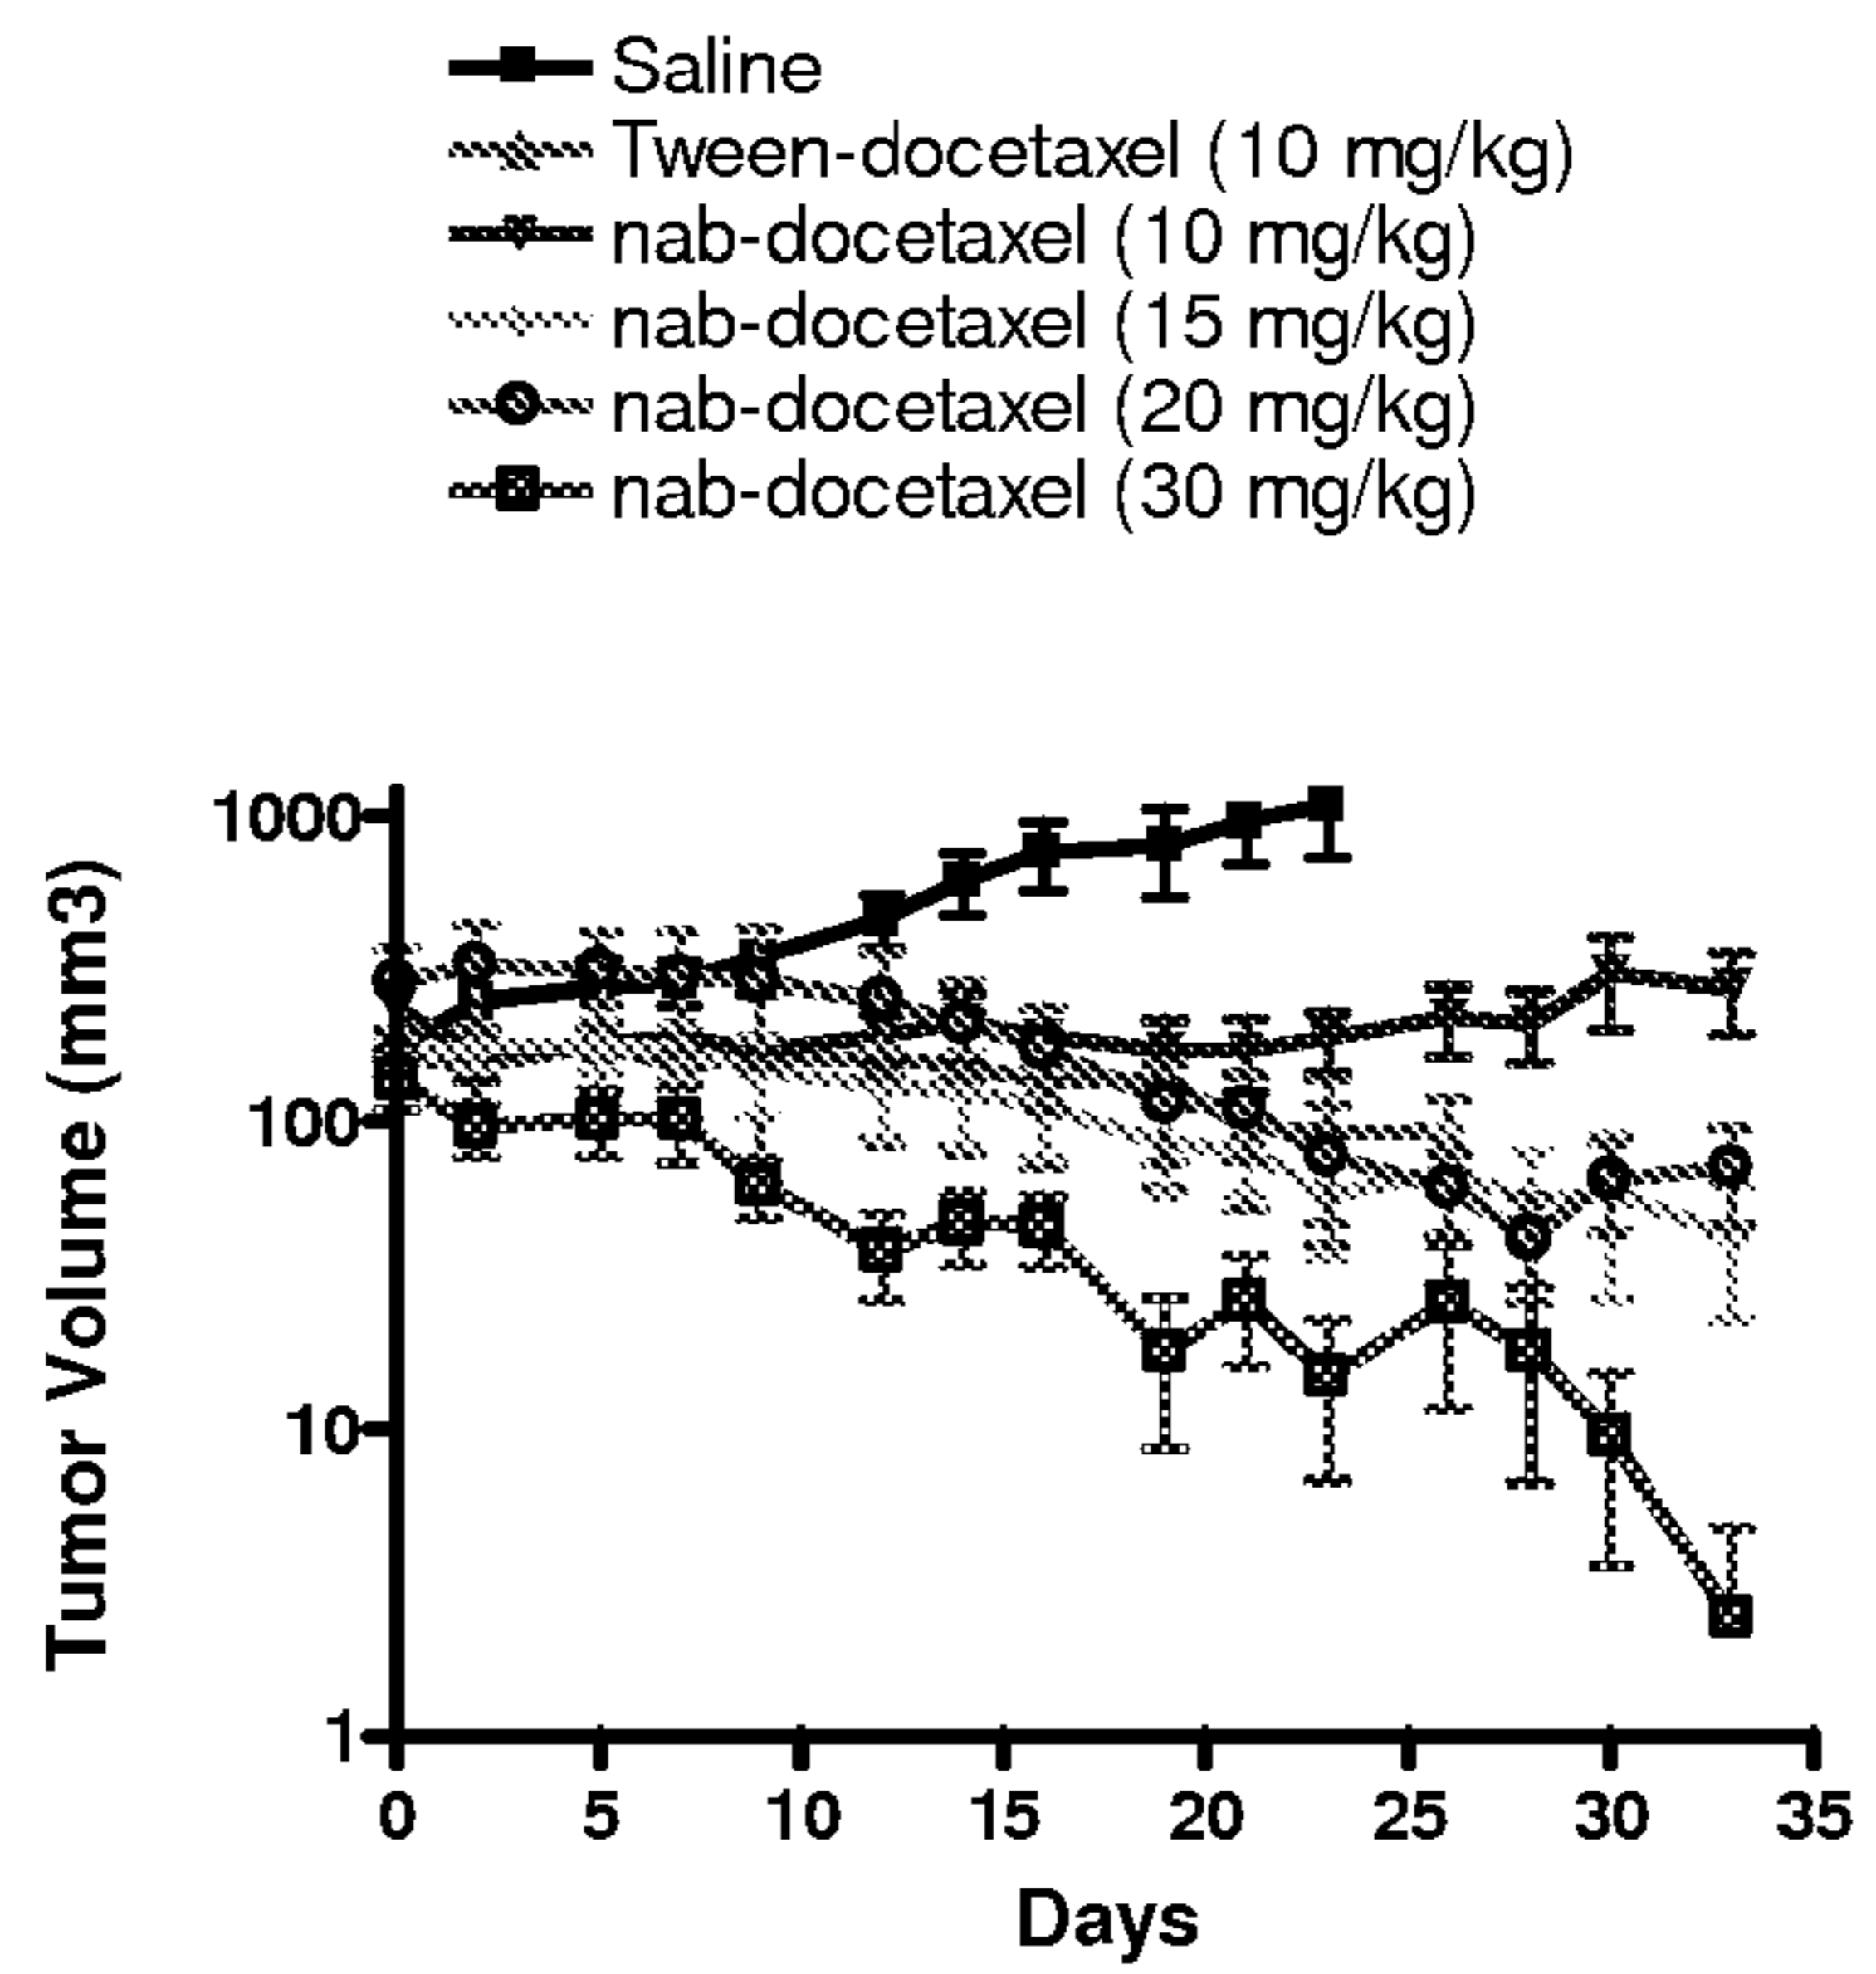 Saline
Tween-docetaxel (10 mg/kg)
nab-docetaxel (10 mg/kg)
nab-docetaxel (15 mg/kg)
nab-docetaxel (20 mg/kg)
nab-docetaxel (30 mg/kg)
Tumor Volume (mm3)
1000
100
10
1
0 5 10 15 20 25 30 35
Days